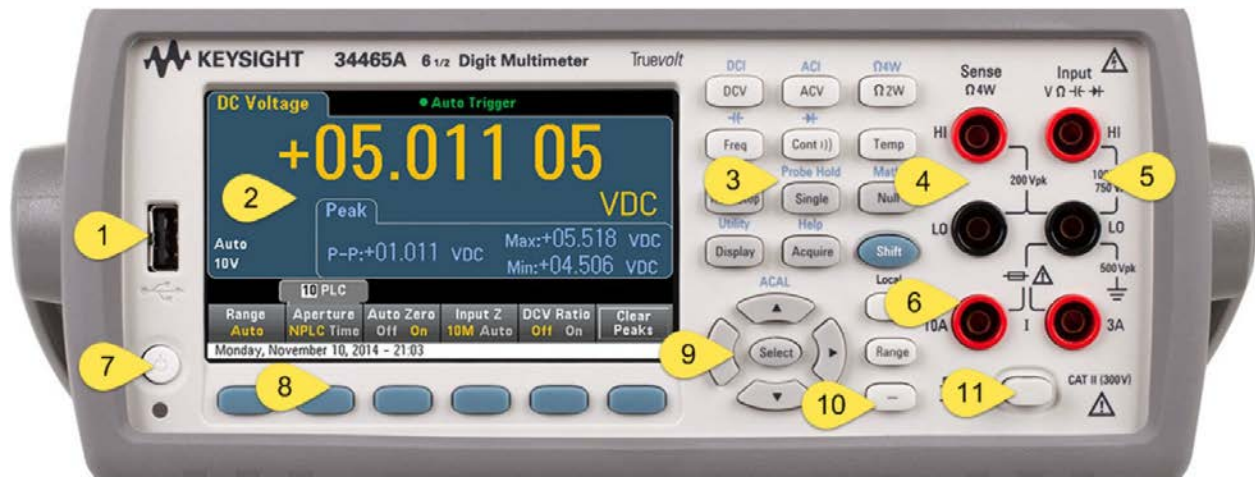 KEYSIGHT 34465A 6 1/2 Digit Multimeter Truevolt
DC Voltage
Auto Trigger
+05.011 05
VDC
Peak
P-P:+01.011 VDC
Max:+05.518 VDC
Min:+04.506 VDC
Auto
10V
10 PLC
Range
Auto
Aperture
NPLC Time
Auto Zero
Off On
Input Z
10M Auto
DCV Ratio
Off On
Clear
Peaks
Monday, November 10, 2014 - 21:03
DCI
ACI
Ω4W
DCV
ACV
Ω2W
Freq
Cont
Temp
Probe Hold
Single
Null
Utility
Help
Display
Acquire
Shift
Local
ACAL
Select
Range
–
Sense
Ω4W
Input
V Ω
HI
HI
200Vpk
LO
LO
500Vpk
10A
I
3A
CAT II (300V)
1
2
3
4
5
6
7
8
9
10
11